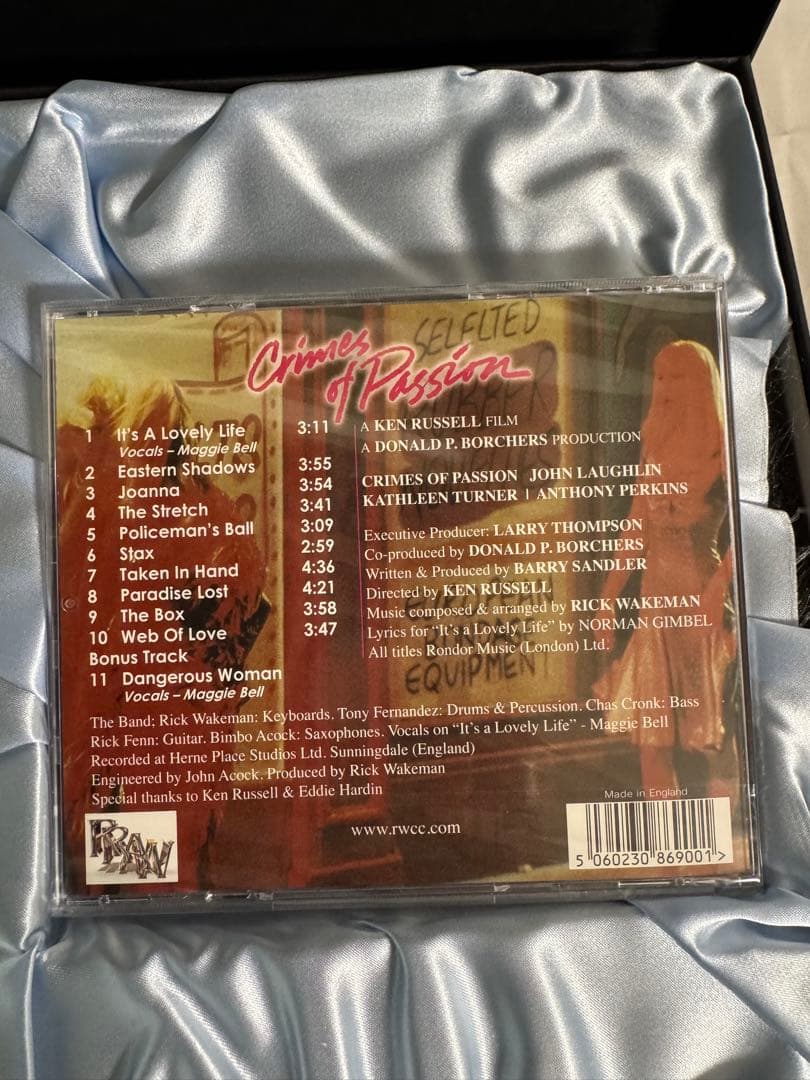 Crimes
of Passion
SELELTED
RUBBER
1 It's A Lovely Life 3:11
Vocals – Maggie Bell
2 Eastern Shadows 3:55
3 Joanna 3:54
4 The Stretch 3:41
5 Policeman's Ball 3:09
6 Stax 2:59
7 Taken In Hand 4:36
8 Paradise Lost 4:21
9 The Box 3:58
10 Web Of Love 3:47
Bonus Track
11 Dangerous Woman
Vocals – Maggie Bell
A KEN RUSSELL FILM
A DONALD P. BORCHERS PRODUCTION
CRIMES OF PASSION JOHN LAUGHLIN
KATHLEEN TURNER | ANTHONY PERKINS
Executive Producer: LARRY THOMPSON
Co-produced by DONALD P. BORCHERS
Written & Produced by BARRY SANDLER
Directed by KEN RUSSELL
Music composed & arranged by RICK WAKEMAN
Lyrics for "It's a Lovely Life" by NORMAN GIMBEL
All titles Rondor Music (London) Ltd.
EQUIPMENT
The Band; Rick Wakeman: Keyboards. Tony Fernandez: Drums & Percussion. Chas Cronk: Bass
Rick Fenn: Guitar. Bimbo Acock: Saxophones. Vocals on "It's a Lovely Life" - Maggie Bell
Recorded at Herne Place Studios Ltd. Sunningdale (England)
Engineered by John Acock. Produced by Rick Wakeman
Special thanks to Ken Russell & Eddie Hardin
RRAW
www.rwcc.com
Made in England
5 060230 869001 >